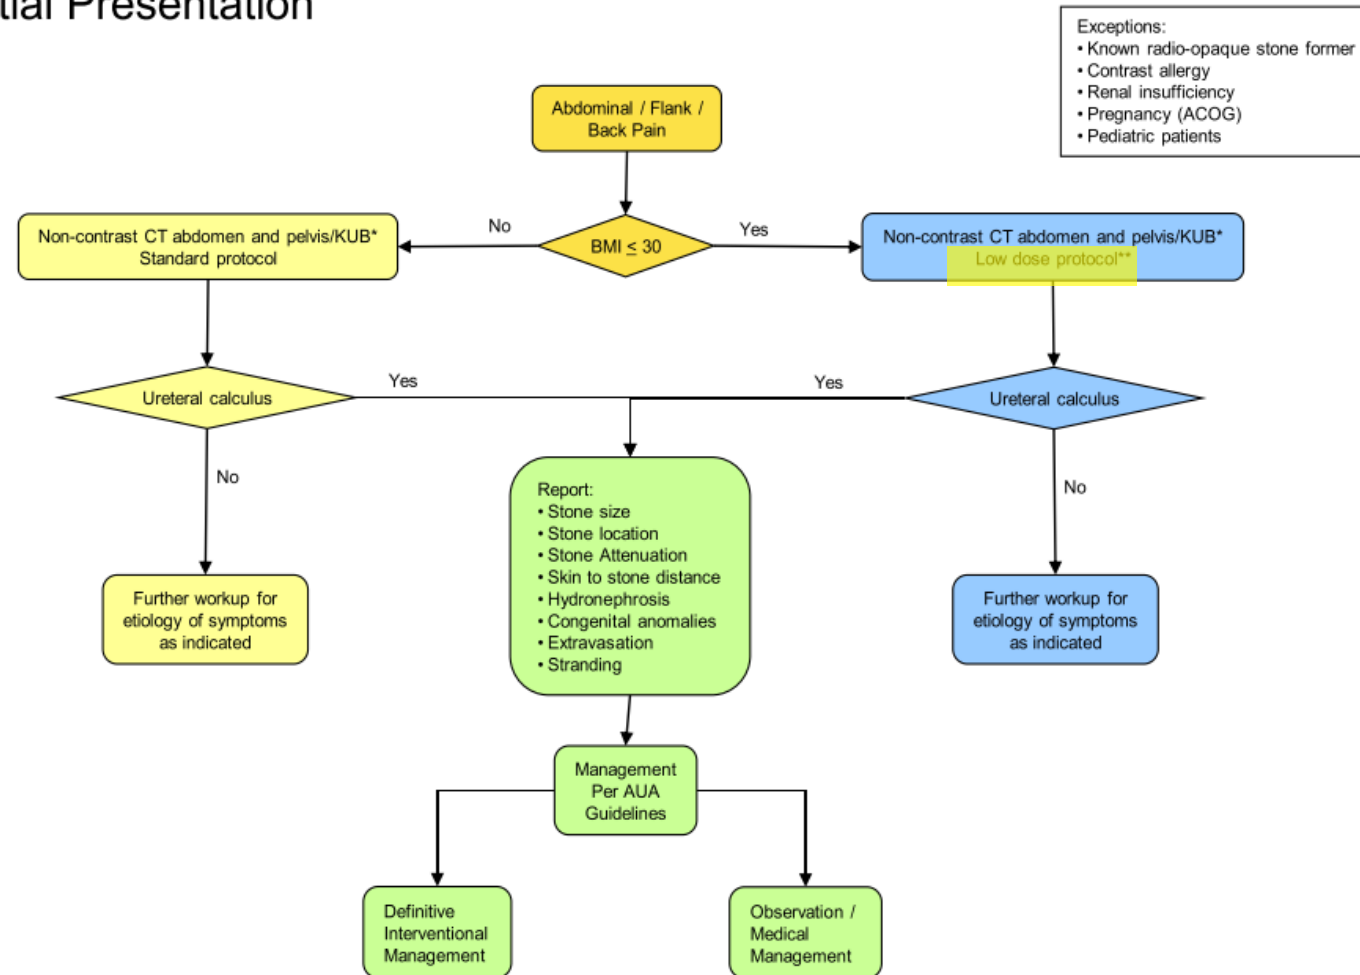 Presentation
Exceptions:
• Known radio-opaque stone former
• Contrast allergy
• Renal insufficiency
• Pregnancy (ACOG)
• Pediatric patients
Abdominal / Flank /
Back Pain
No
BMI ≤ 30
Yes
Non-contrast CT abdomen and pelvis/KUB*
Standard protocol
Non-contrast CT abdomen and pelvis/KUB*
Low dose protocol**
Ureteral calculus
Yes
Yes
Ureteral calculus
No
No
Report:
• Stone size
• Stone location
• Stone Attenuation
• Skin to stone distance
• Hydronephrosis
• Congenital anomalies
• Extravasation
• Stranding
Further workup for
etiology of symptoms
as indicated
Further workup for
etiology of symptoms
as indicated
Management
Per AUA
Guidelines
Definitive
Interventional
Management
Observation /
Medical
Management